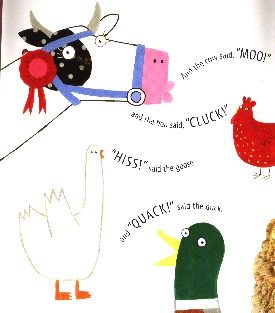 And the cow said, "MOO!"
and the hen said, "CLUCK!"
"HISS!" said the goose
and "QUACK!" said the duck.